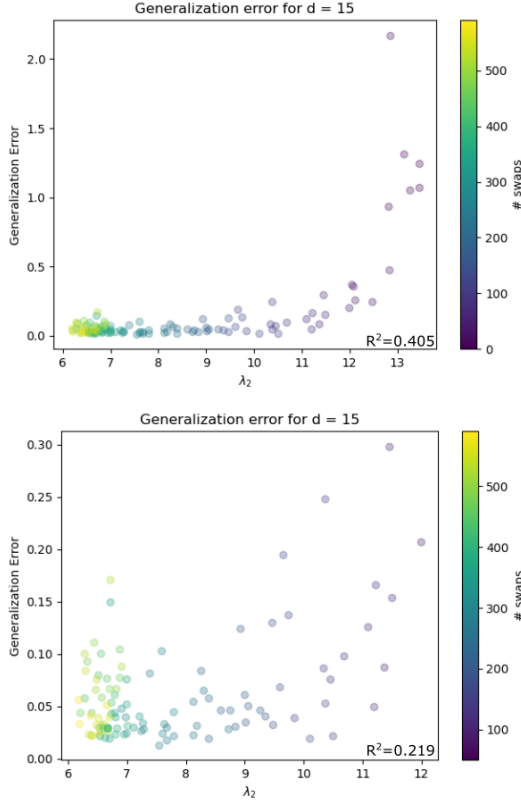 Generalization error for d = 15
2.0
1.5
1.0
0.5
0.0
Generalization Error
6 7 8 9 10 11 12 13
λ₂
R²=0.405
500
400
300
200
100
0
# swaps
Generalization error for d = 15
0.30
0.25
0.20
0.15
0.10
0.05
0.00
Generalization Error
6 7 8 9 10 11 12
λ₂
R²=0.219
500
400
300
200
100
# swaps